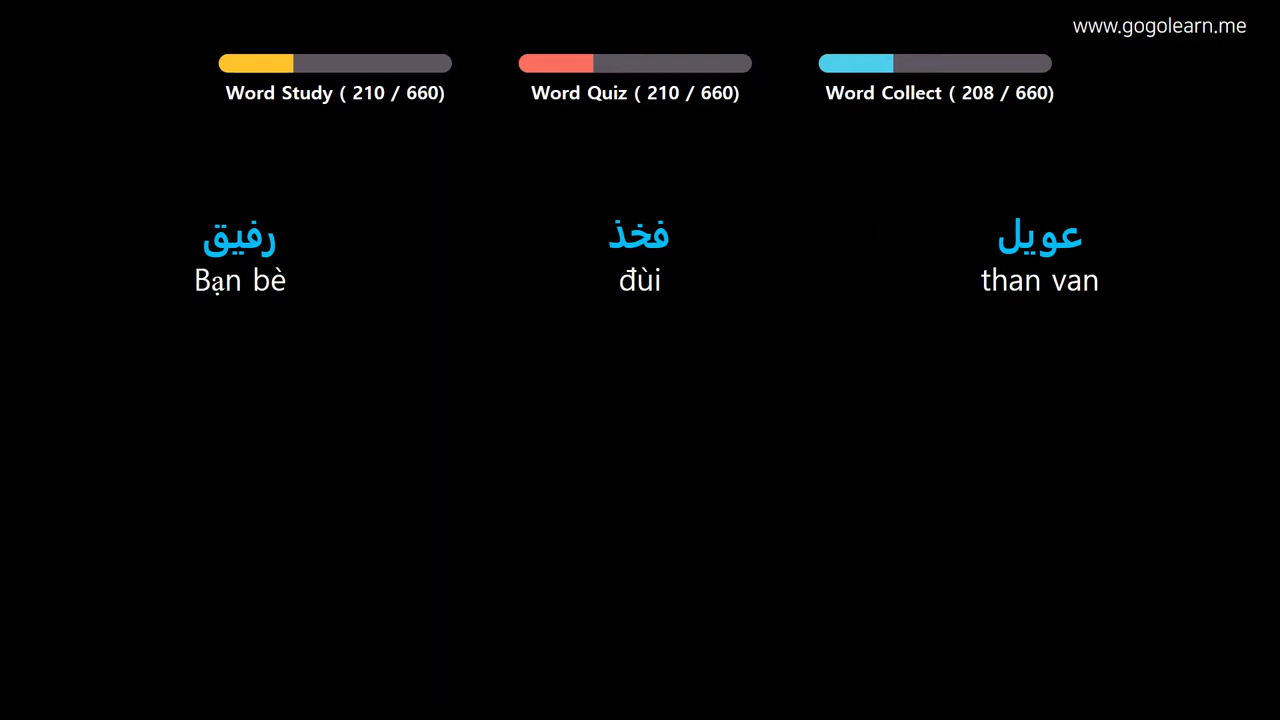 www.gogolearn.me
Word Study ( 210 / 660)
Word Quiz ( 210 / 660)
Word Collect ( 208 / 660)
رفيق
Bạn bè
فخذ
đùi
عويل
than van